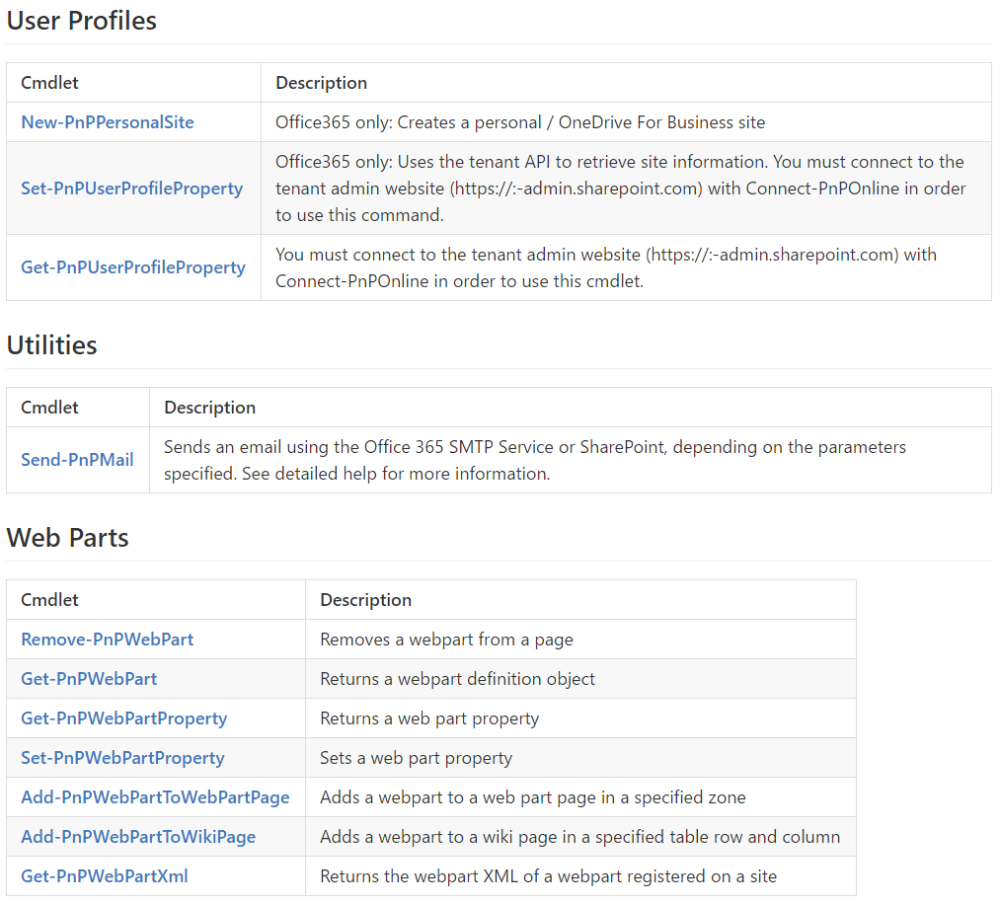 User Profiles
Cmdlet Description
New-PnPPersonalSite Office365 only: Creates a personal / OneDrive For Business site
Set-PnPUserProfileProperty Office365 only: Uses the tenant API to retrieve site information. You must connect to the
tenant admin website (https://:-admin.sharepoint.com) with Connect-PnPOnline in order
to use this command.
Get-PnPUserProfileProperty You must connect to the tenant admin website (https://:-admin.sharepoint.com) with
Connect-PnPOnline in order to use this cmdlet.
Utilities
Cmdlet Description
Send-PnPMail Sends an email using the Office 365 SMTP Service or SharePoint, depending on the parameters
specified. See detailed help for more information.
Web Parts
Cmdlet Description
Remove-PnPWebPart Removes a webpart from a page
Get-PnPWebPart Returns a webpart definition object
Get-PnPWebPartProperty Returns a web part property
Set-PnPWebPartProperty Sets a web part property
Add-PnPWebPartToWebPartPage Adds a webpart to a web part page in a specified zone
Add-PnPWebPartToWikiPage Adds a webpart to a wiki page in a specified table row and column
Get-PnPWebPartXml Returns the webpart XML of a webpart registered on a site